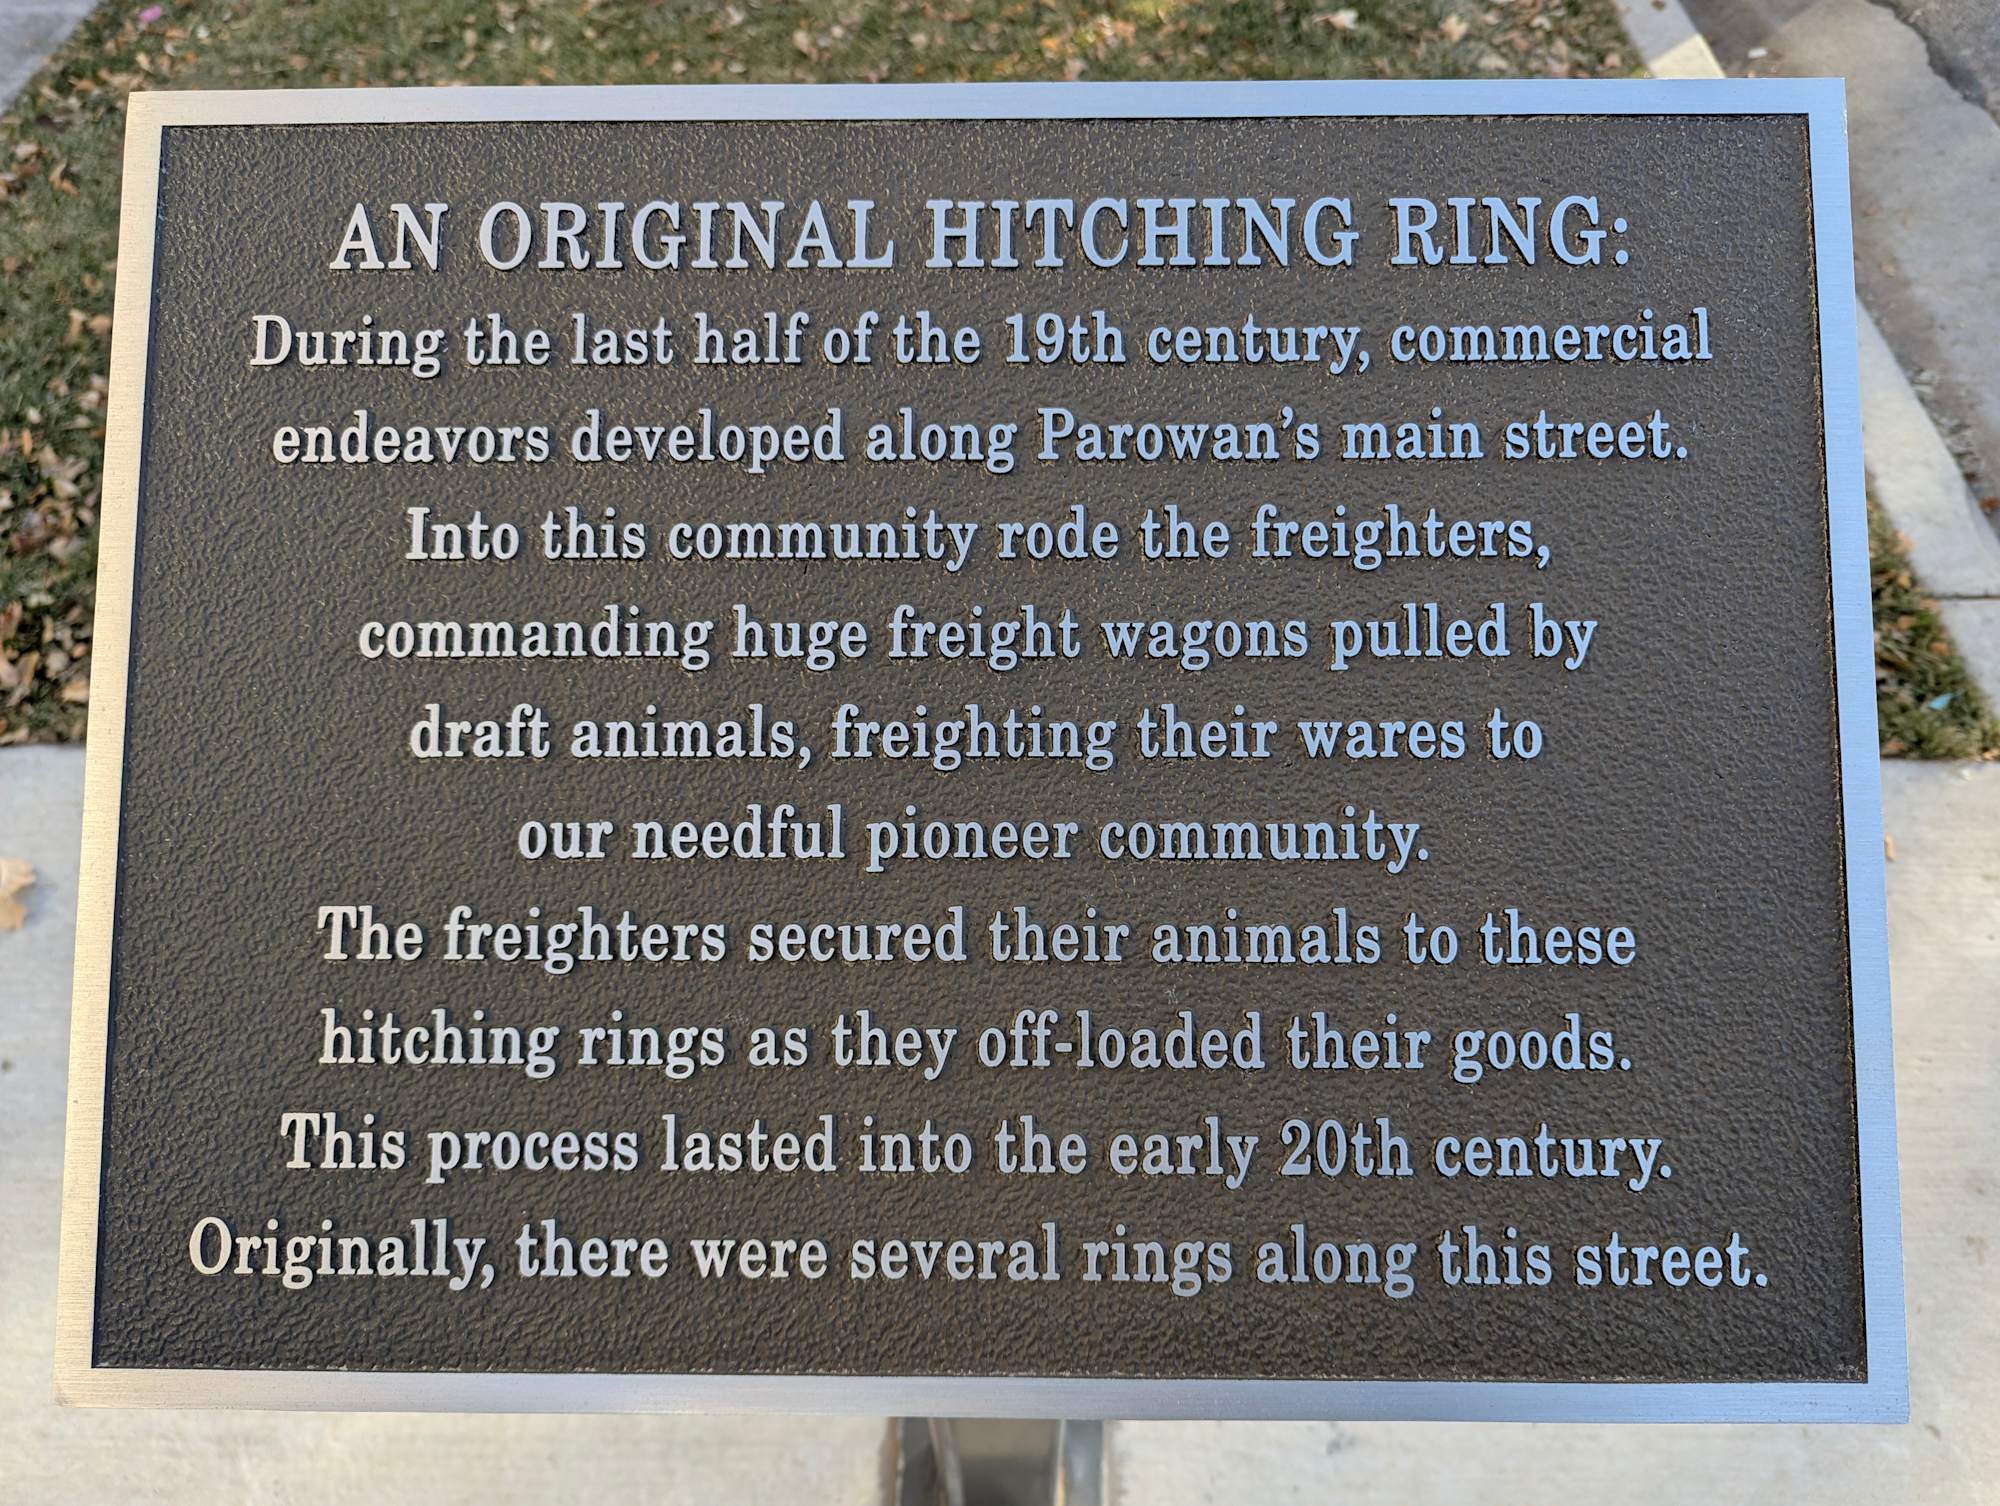 AN ORIGINAL HITCHING RING:
During the last half of the 19th century, commercial
endeavors developed along Parowan’s main street.
Into this community rode the freighters,
commanding huge freight wagons pulled by
draft animals, freighting their wares to
our needful pioneer community.
The freighters secured their animals to these
hitching rings as they off-loaded their goods.
This process lasted into the early 20th century.
Originally, there were several rings along this street.